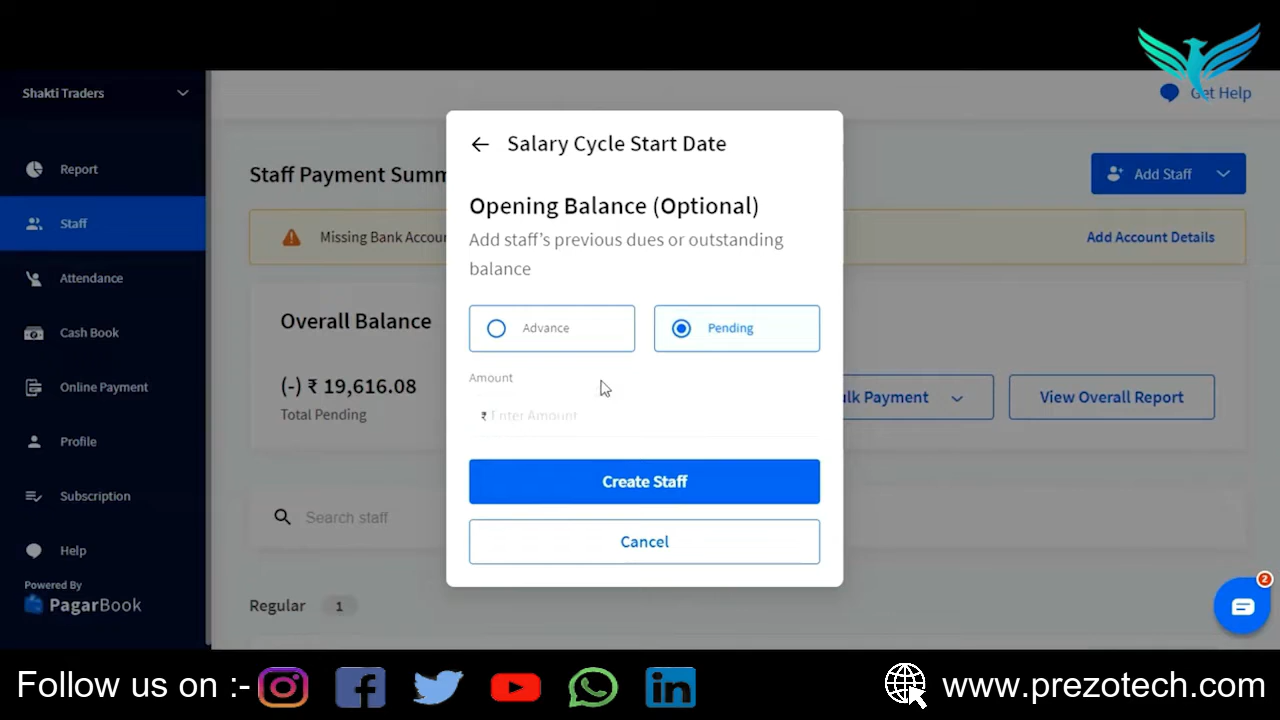 Shakti Traders
Get Help
Report
Staff
Attendance
Cash Book
Online Payment
Profile
Subscription
Help
Powered By
PagarBook
Staff Payment Summ
Add Staff
Missing Bank Accou
Add Account Details
Overall Balance
(-) ₹ 19,616.08
Total Pending
lk Payment
View Overall Report
Search staff
Regular 1
Salary Cycle Start Date
Opening Balance (Optional)
Add staff's previous dues or outstanding
balance
Advance
Pending
Amount
₹ Enter Amount
Create Staff
Cancel
2
Follow us on :-
www.prezotech.com